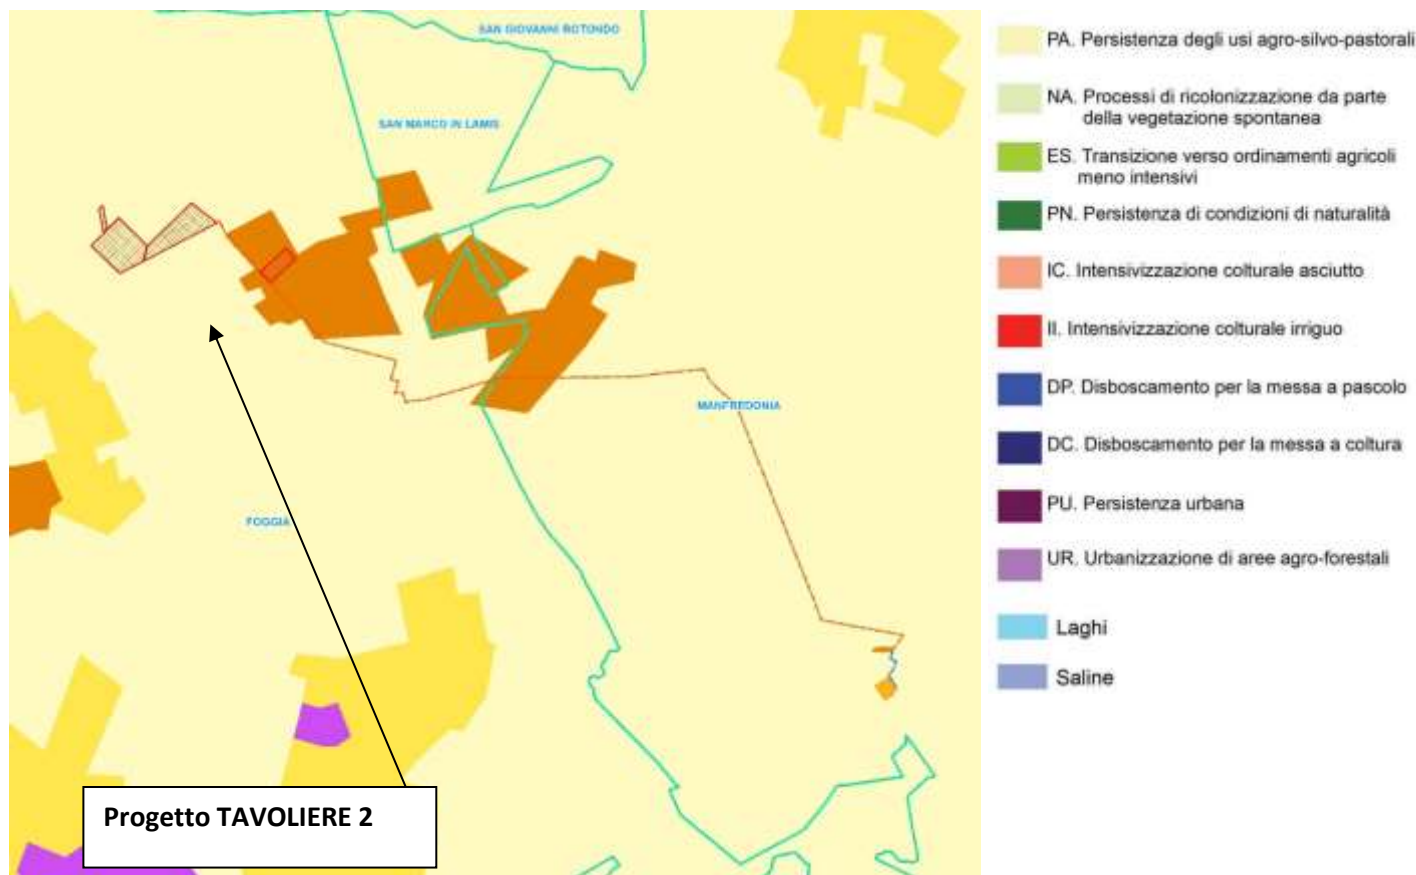 SAN GIOVANNI ROTONDO
SAN MARCO IN LAMIS
MANFREDONIA
FOGGIA
Progetto TAVOLIERE 2
PA. Persistenza degli usi agro-silvo-pastorali
NA. Processi di ricolonizzazione da parte
della vegetazione spontanea
ES. Transizione verso ordinamenti agricoli
meno intensivi
PN. Persistenza di condizioni di naturalità
IC. Intensivizzazione colturale asciutto
II. Intensivizzazione colturale irriguo
DP. Disboscamento per la messa a pascolo
DC. Disboscamento per la messa a coltura
PU. Persistenza urbana
UR. Urbanizzazione di aree agro-forestali
Laghi
Saline